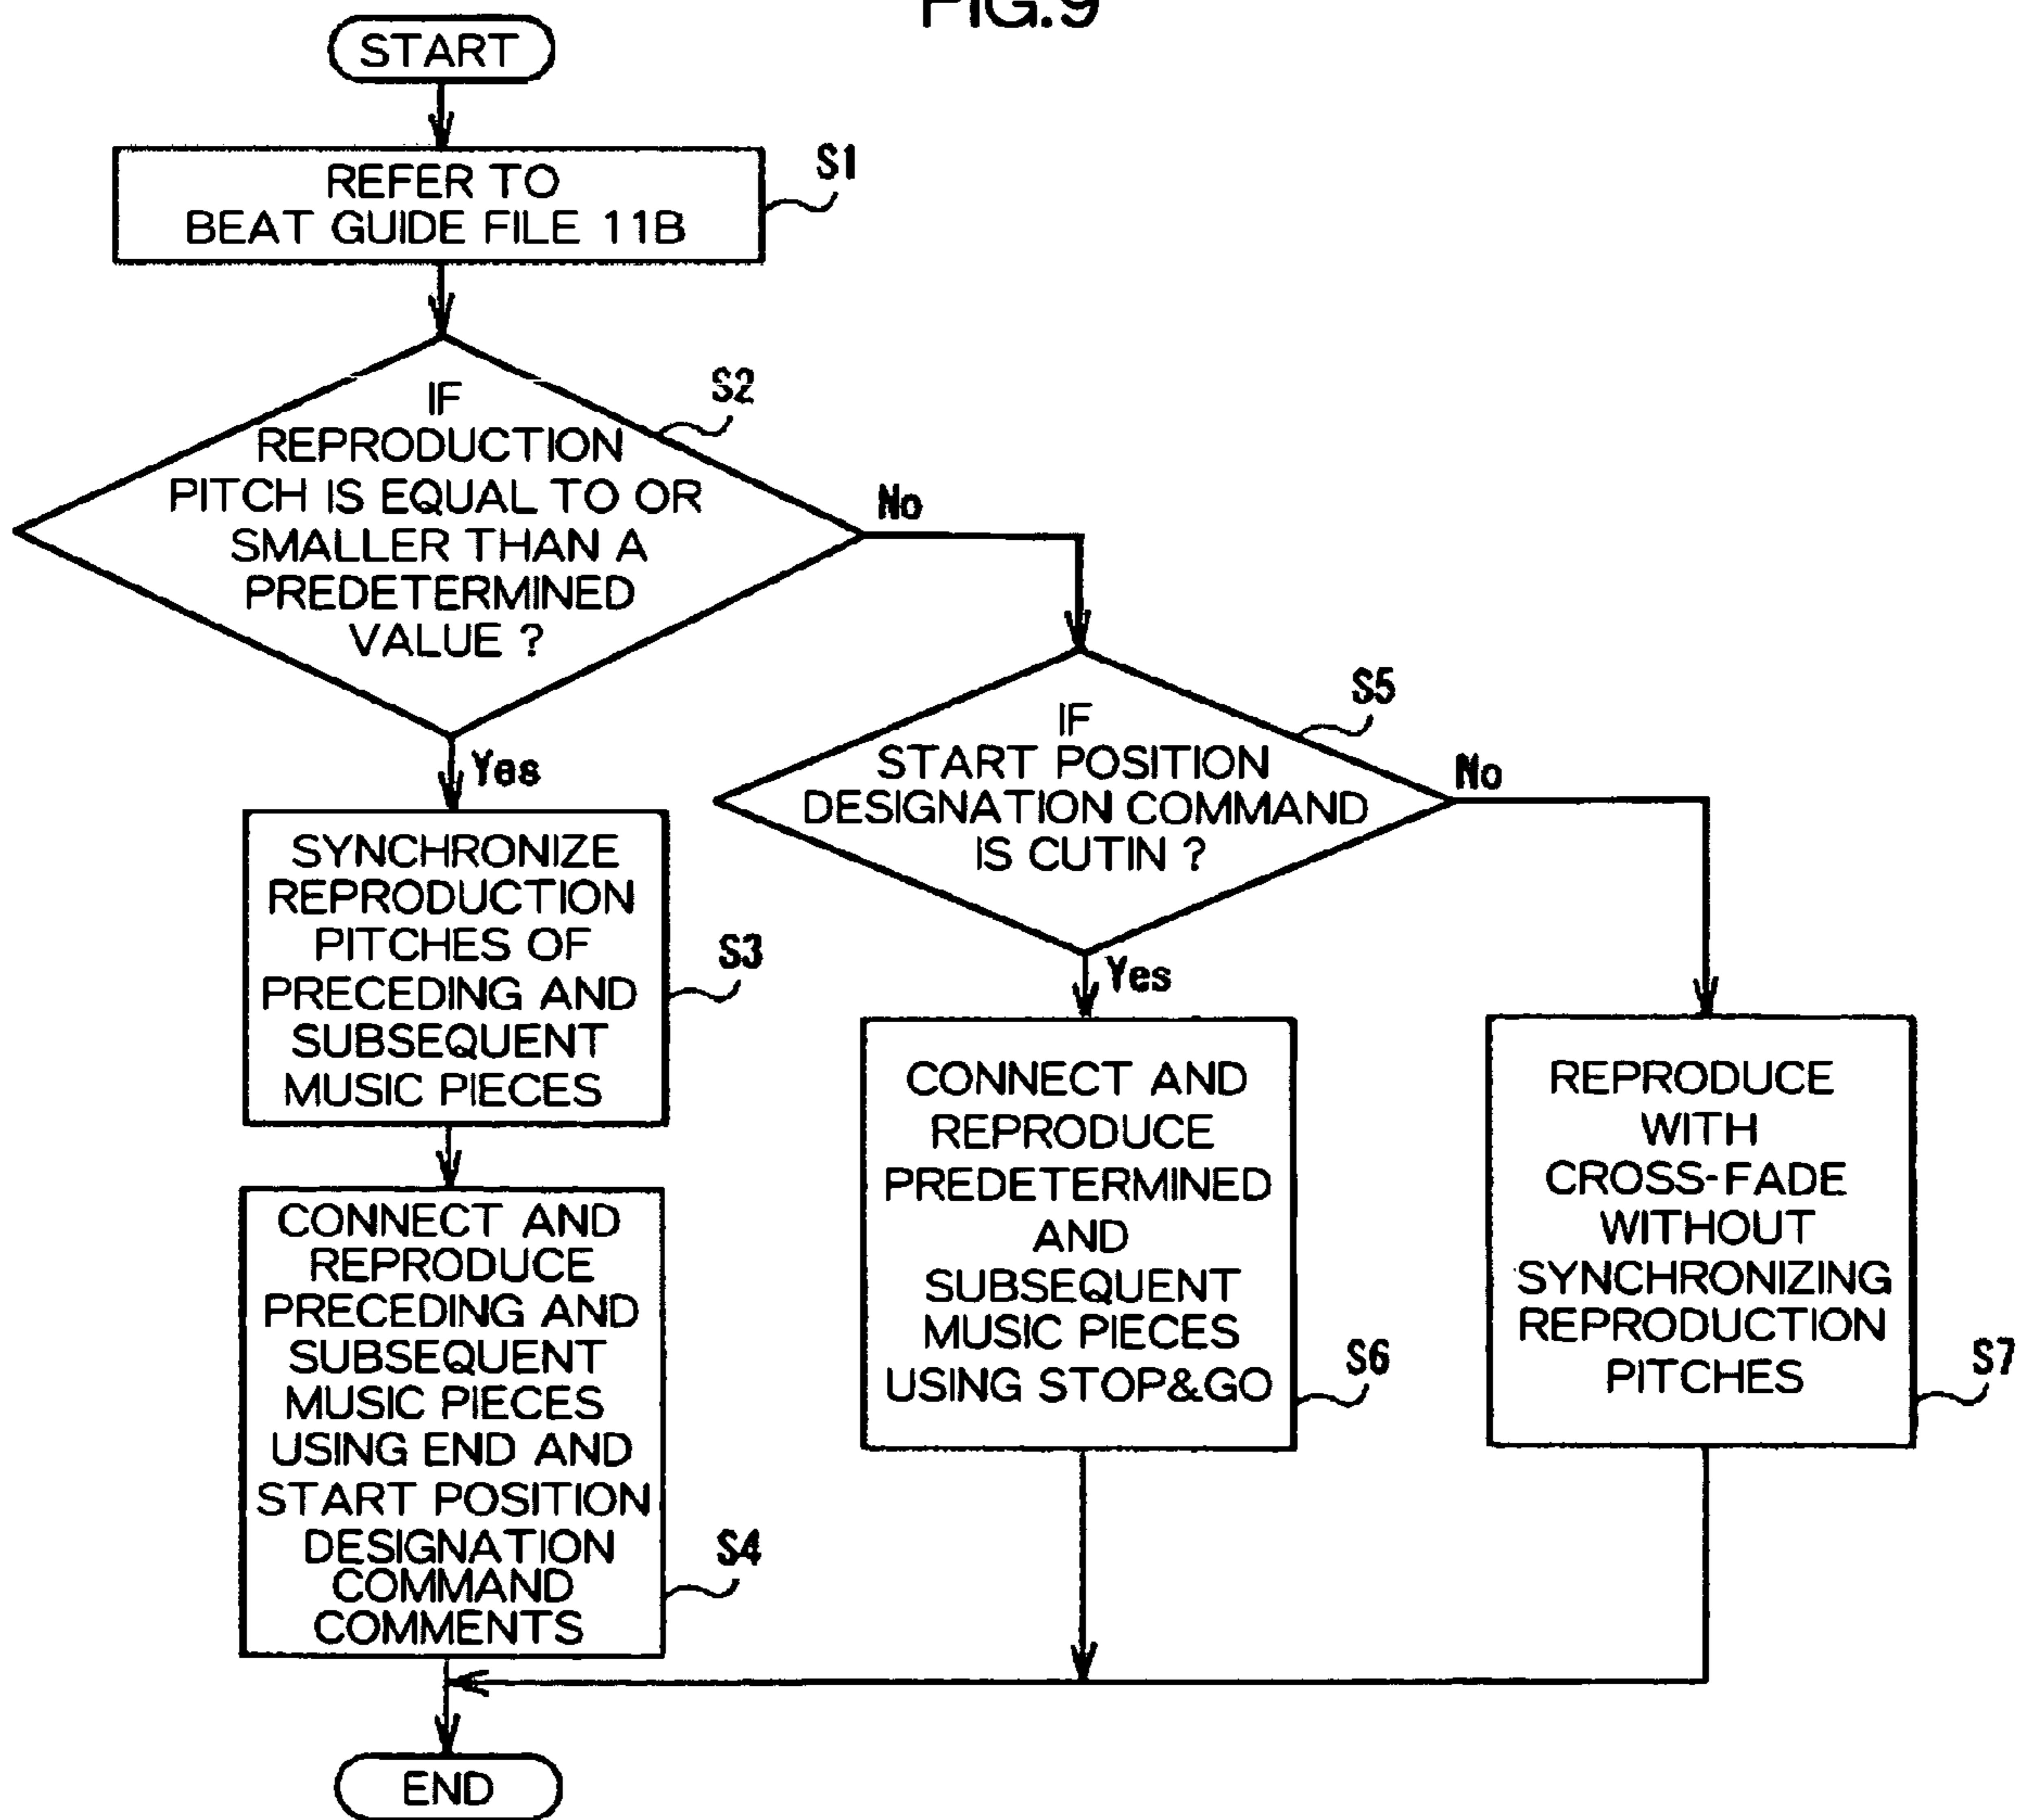 FIG.9
START
REFER TO
BEAT GUIDE FILE 11B
S1
IF
REPRODUCTION
PITCH IS EQUAL TO OR
SMALLER THAN A
PREDETERMINED
VALUE ?
S2
No
Yes
SYNCHRONIZE
REPRODUCTION
PITCHES OF
PRECEDING AND
SUBSEQUENT
MUSIC PIECES
S3
CONNECT AND
REPRODUCE
PRECEDING AND
SUBSEQUENT
MUSIC PIECES
USING END AND
START POSITION
DESIGNATION
COMMAND
COMMENTS
S4
IF
START POSITION
DESIGNATION COMMAND
IS CUTIN ?
S5
No
Yes
CONNECT AND
REPRODUCE
PREDETERMINED
AND
SUBSEQUENT
MUSIC PIECES
USING STOP&GO
S6
REPRODUCE
WITH
CROSS-FADE
WITHOUT
SYNCHRONIZING
REPRODUCTION
PITCHES
S7
END